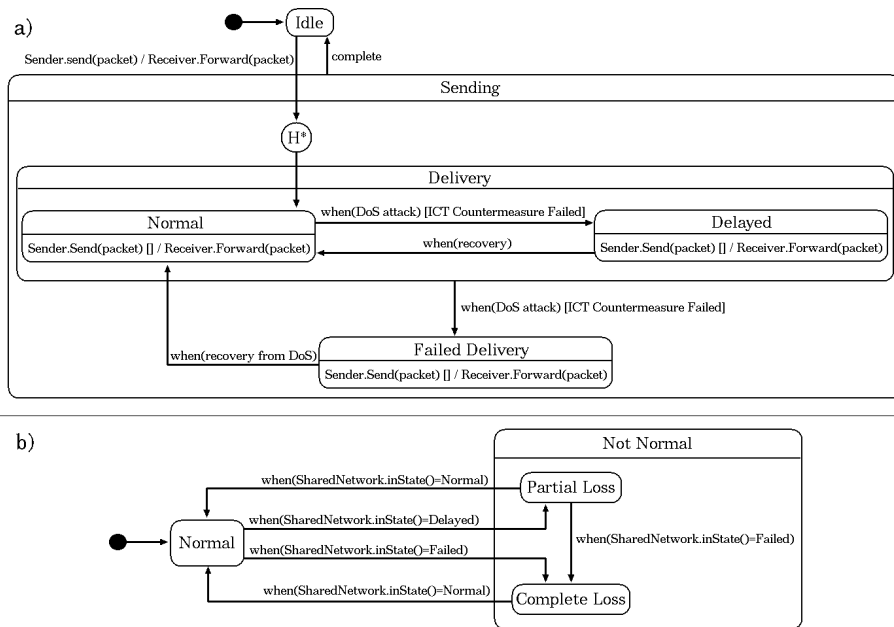 a)
Idle
Sender.send(packet) / Receiver.Forward(packet)
complete
Sending
H*
Delivery
Normal
Sender.Send(packet) [] / Receiver.Forward(packet)
when(DoS attack) [ICT Countermeasure Failed]
when(recovery)
Delayed
Sender.Send(packet) [] / Receiver.Forward(packet)
when(DoS attack) [ICT Countermeasure Failed]
when(recovery from DoS)
Failed Delivery
Sender.Send(packet) [] / Receiver.Forward(packet)
b)
Not Normal
when(SharedNetwork.inState()=Normal)
Partial Loss
Normal
when(SharedNetwork.inState()=Delayed)
when(SharedNetwork.inState()=Failed)
when(SharedNetwork.inState()=Failed)
when(SharedNetwork.inState()=Normal)
Complete Loss